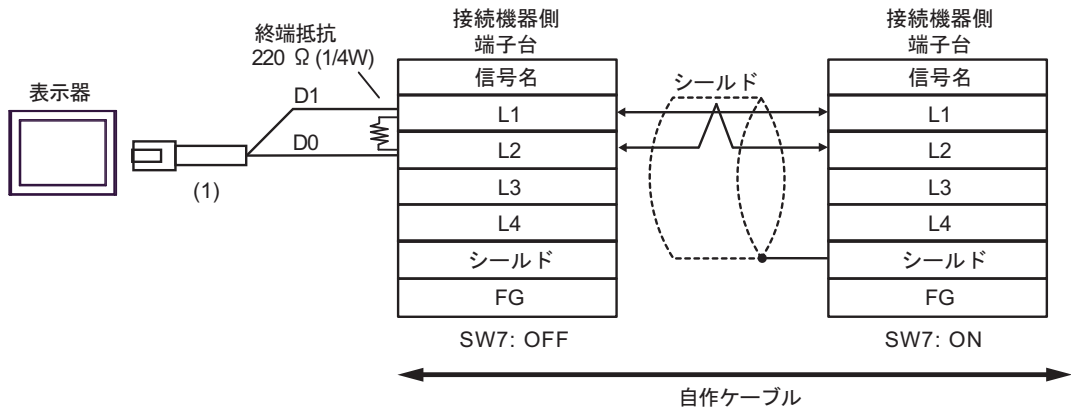 表示器
(1)
D1
D0
終端抵抗
220 Ω (1/4W)
接続機器側
端子台
信号名
L1
L2
L3
L4
シールド
FG
SW7: OFF
シールド
接続機器側
端子台
信号名
L1
L2
L3
L4
シールド
FG
SW7: ON
自作ケーブル